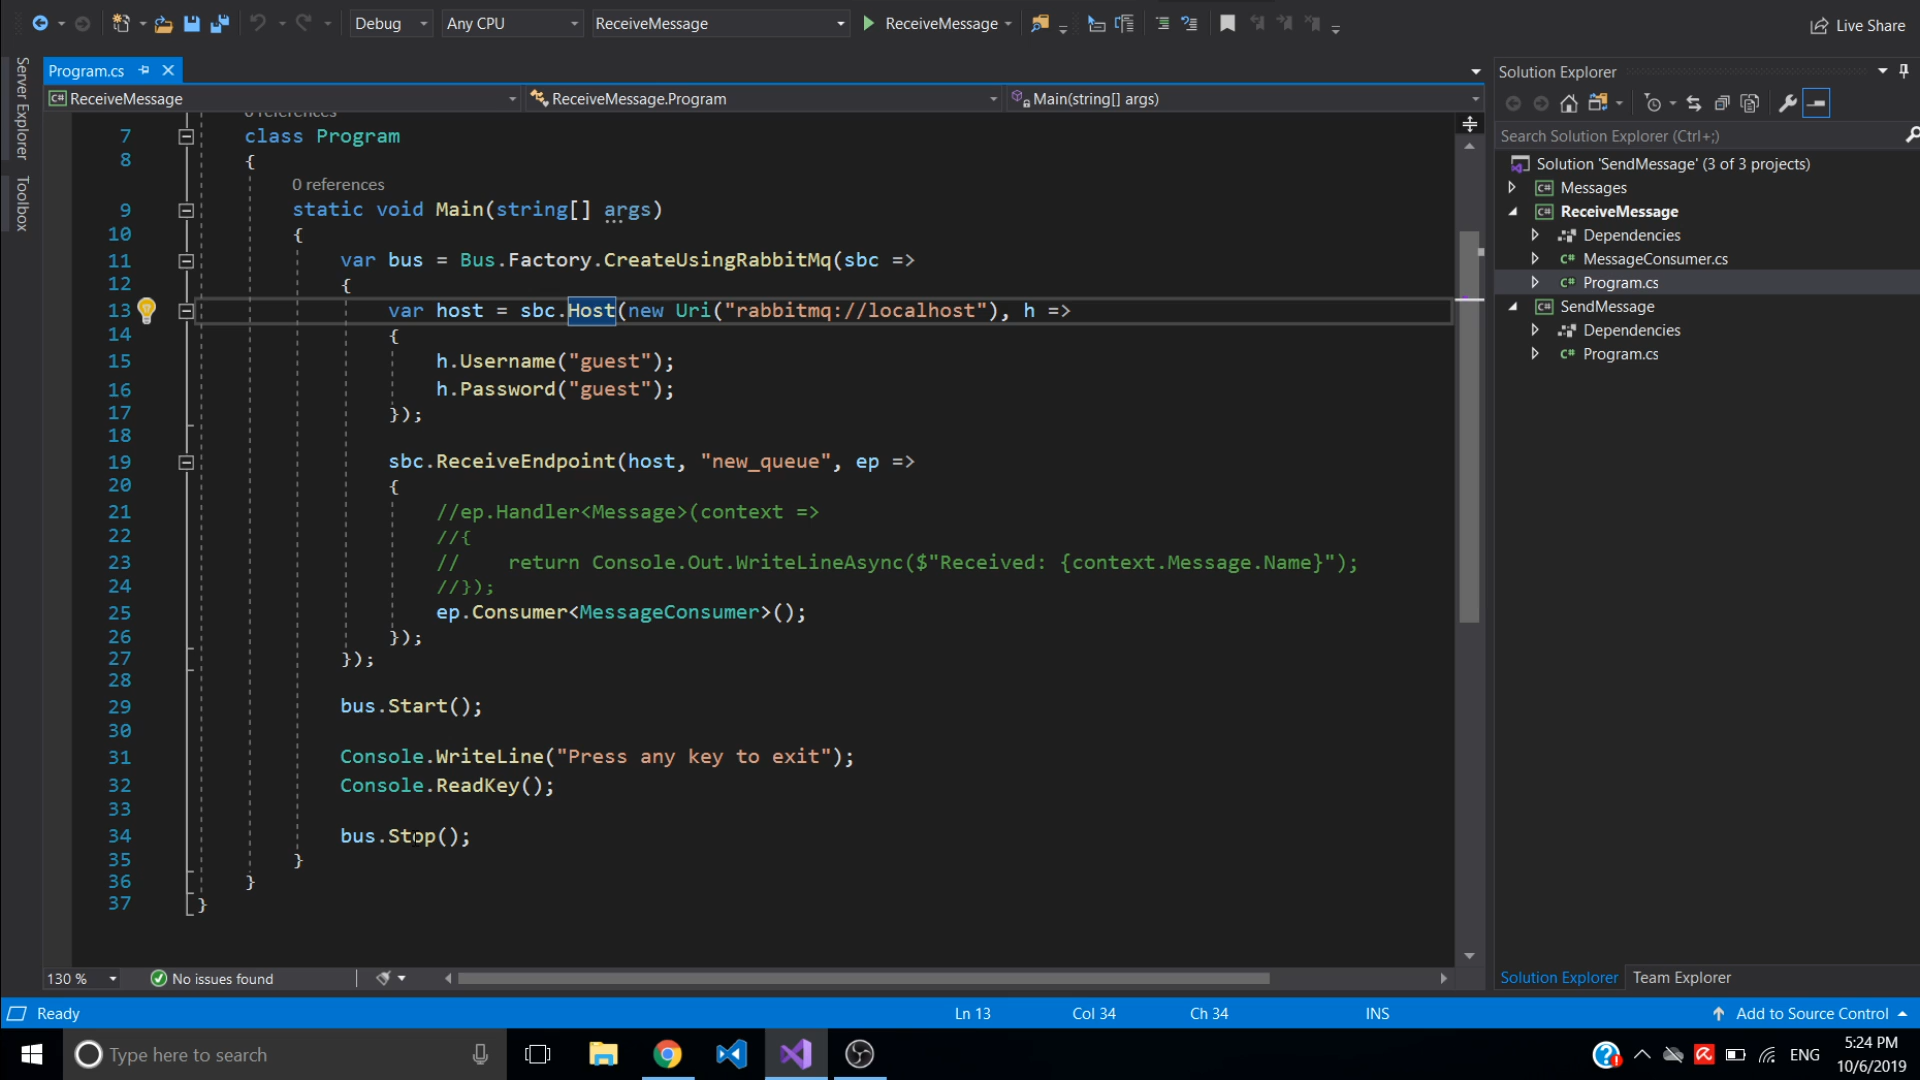 Debug
Any CPU
ReceiveMessage
ReceiveMessage
Live Share
Server Explorer
Toolbox
Program.cs
ReceiveMessage
ReceiveMessage.Program
Main(string[] args)
0 references
7 class Program
8 {
0 references
9 static void Main(string[] args)
10 {
11 var bus = Bus.Factory.CreateUsingRabbitMq(sbc =>
12 {
13 var host = sbc.Host(new Uri("rabbitmq://localhost"), h =>
14 {
15 h.Username("guest");
16 h.Password("guest");
17 });
18
19 sbc.ReceiveEndpoint(host, "new_queue", ep =>
20 {
21 //ep.Handler<Message>(context =>
22 //{
23 //    return Console.Out.WriteLineAsync($"Received: {context.Message.Name}");
24 //});
25 ep.Consumer<MessageConsumer>();
26 });
27 });
28
29 bus.Start();
30
31 Console.WriteLine("Press any key to exit");
32 Console.ReadKey();
33
34 bus.Stop();
35 }
36 }
37 }
130 %
No issues found
Solution Explorer
Search Solution Explorer (Ctrl+;)
Solution 'SendMessage' (3 of 3 projects)
C# Messages
C# ReceiveMessage
Dependencies
C# MessageConsumer.cs
C# Program.cs
C# SendMessage
Dependencies
C# Program.cs
Solution Explorer
Team Explorer
Ready
Ln 13
Col 34
Ch 34
INS
Add to Source Control
Type here to search
ENG
5:24 PM
10/6/2019